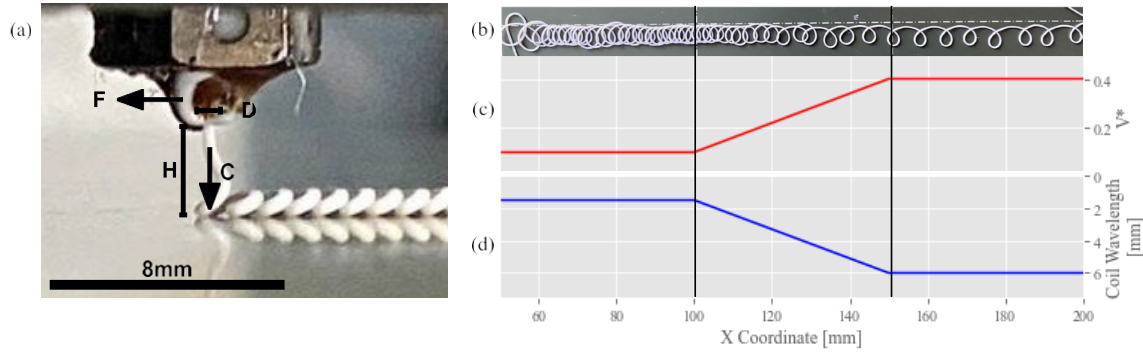 (a)
F
D
H
C
8mm
(b)
(c)
0.4
0.2
V*
(d)
0
2
4
6
Coil Wavelength
[mm]
60
80
100
120
140
160
180
200
X Coordinate [mm]